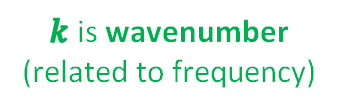 k is wavenumber
(related to frequency)